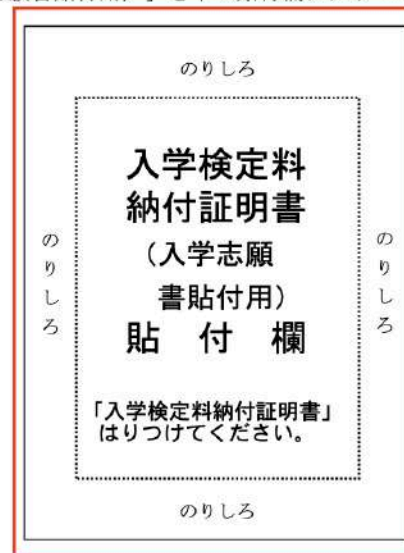 のりしろ
入学検定料
納付証明書
（入学志願
書貼付用）
貼　付　欄
のりしろ
のりしろ
「入学検定料納付証明書」
はりつけてください。
のりしろ